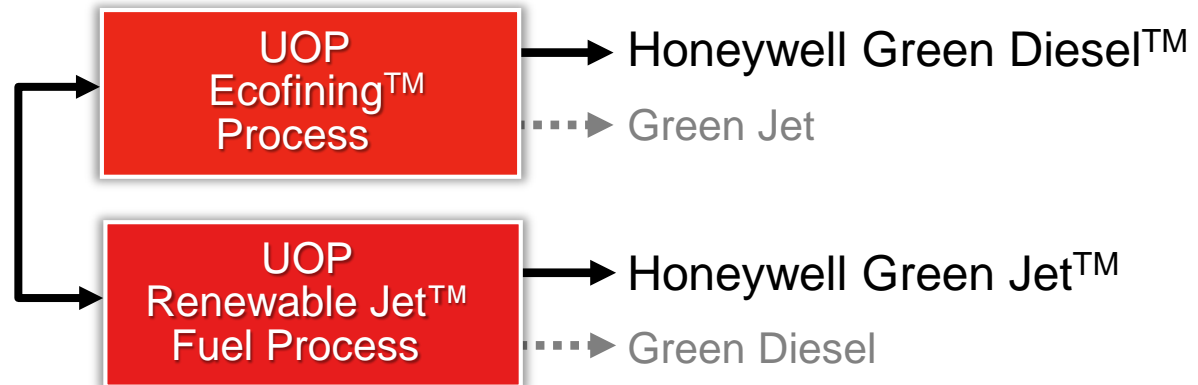 UOP
Ecofining™
Process
Honeywell Green Diesel™
Green Jet
UOP
Renewable Jet™
Fuel Process
Honeywell Green Jet™
Green Diesel